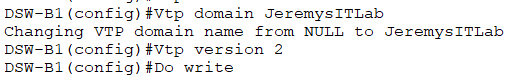 DSW-B1(config)#Vtp domain JeremysITLab
Changing VTP domain name from NULL to JeremysITLab
DSW-B1(config)#Vtp version 2
DSW-B1(config)#Do write